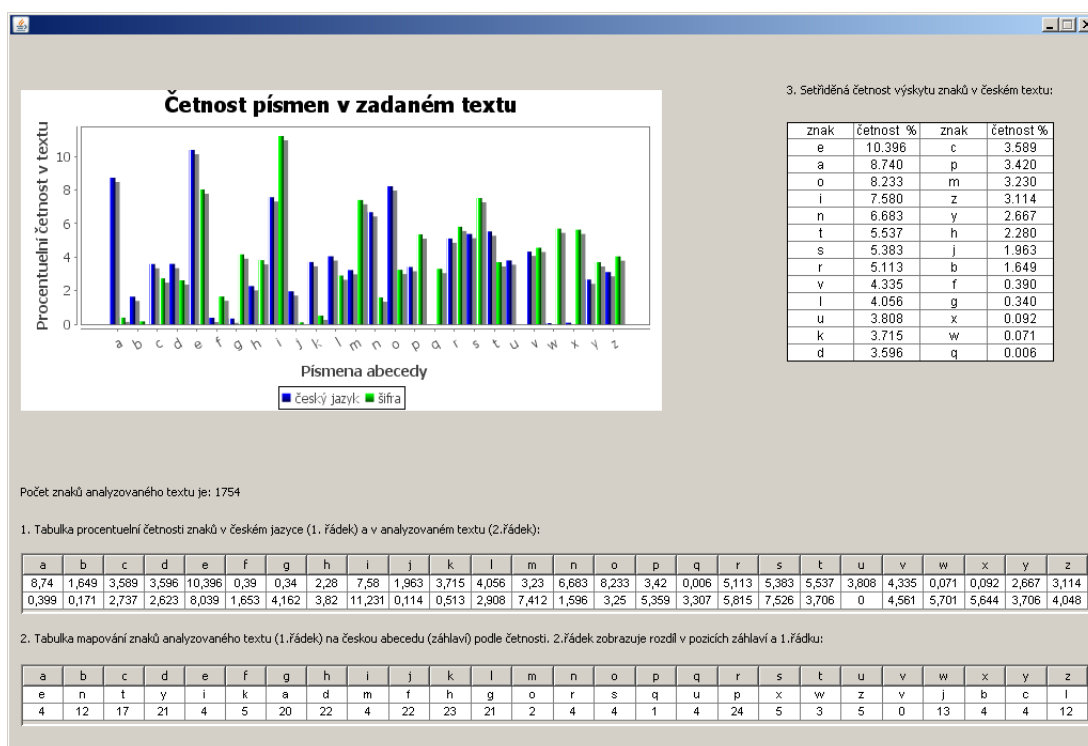 Četnost písmen v zadaném textu
Procentuelní četnost v textu
10
8
6
4
2
0
a b c d e f g h i j k l m n o p q r s t u v w x y z
Písmena abecedy
český jazyk šifra
3. Setříděná četnost výskytu znaků v českém textu:
znak četnost % znak četnost %
e 10.396 c 3.589
a 8.740 p 3.420
o 8.233 m 3.230
i 7.580 z 3.114
n 6.683 y 2.667
t 5.537 h 2.280
s 5.383 j 1.963
r 5.113 b 1.649
v 4.335 f 0.390
l 4.056 g 0.340
u 3.808 x 0.092
k 3.715 w 0.071
d 3.596 q 0.006
Počet znaků analyzovaného textu je: 1754
1. Tabulka procentuelní četnosti znaků v českém jazyce (1. řádek) a v analyzovaném textu (2.řádek):
a b c d e f g h i j k l m n o p q r s t u v w x y z
8,74 1,649 3,589 3,596 10,396 0,39 0,34 2,28 7,58 1,963 3,715 4,056 3,23 6,683 8,233 3,42 0,006 5,113 5,383 5,537 3,808 4,335 0,071 0,092 2,667 3,114
0,399 0,171 2,737 2,623 8,039 1,653 4,162 3,82 11,231 0,114 0,513 2,908 7,412 1,596 3,25 5,359 3,307 5,815 7,526 3,706 0 4,561 5,701 5,644 3,706 4,048
2. Tabulka mapování znaků analyzovaného textu (1.řádek) na českou abecedu (záhlaví) podle četnosti. 2.řádek zobrazuje rozdíl v pozicích záhlaví a 1.řádku:
a b c d e f g h i j k l m n o p q r s t u v w x y z
e n t y i k a d m f h g o r s q u p x w z v j b c l
4 12 17 21 4 5 20 22 4 22 23 21 2 4 4 1 4 24 5 3 5 0 13 4 4 12